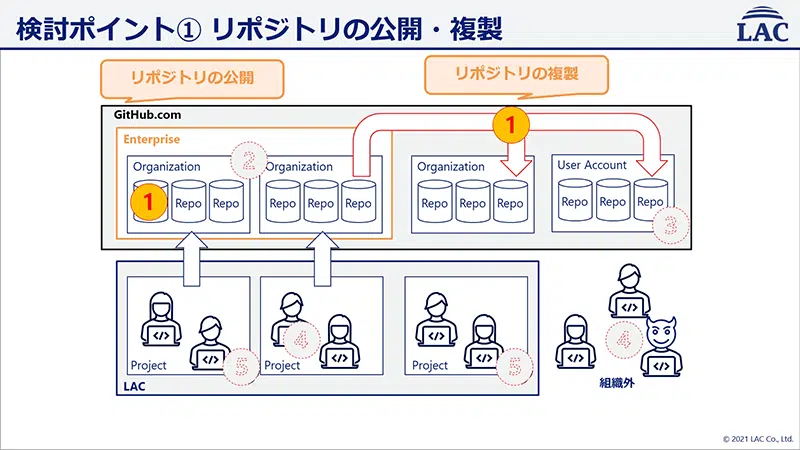 検討ポイント① リポジトリの公開・複製
LAC
リポジトリの公開
リポジトリの複製
GitHub.com
1
Enterprise
Organization
2
Organization
Organization
User Account
1
Repo
Repo
Repo
Repo
Repo
Repo
Repo
Repo
Repo
Repo
Repo
3
</>
</>
</>
</>
</>
</>
</>
</>
</>
4
4
Project
5
Project
Project
5
LAC
組織外
© 2021 LAC Co., Ltd.